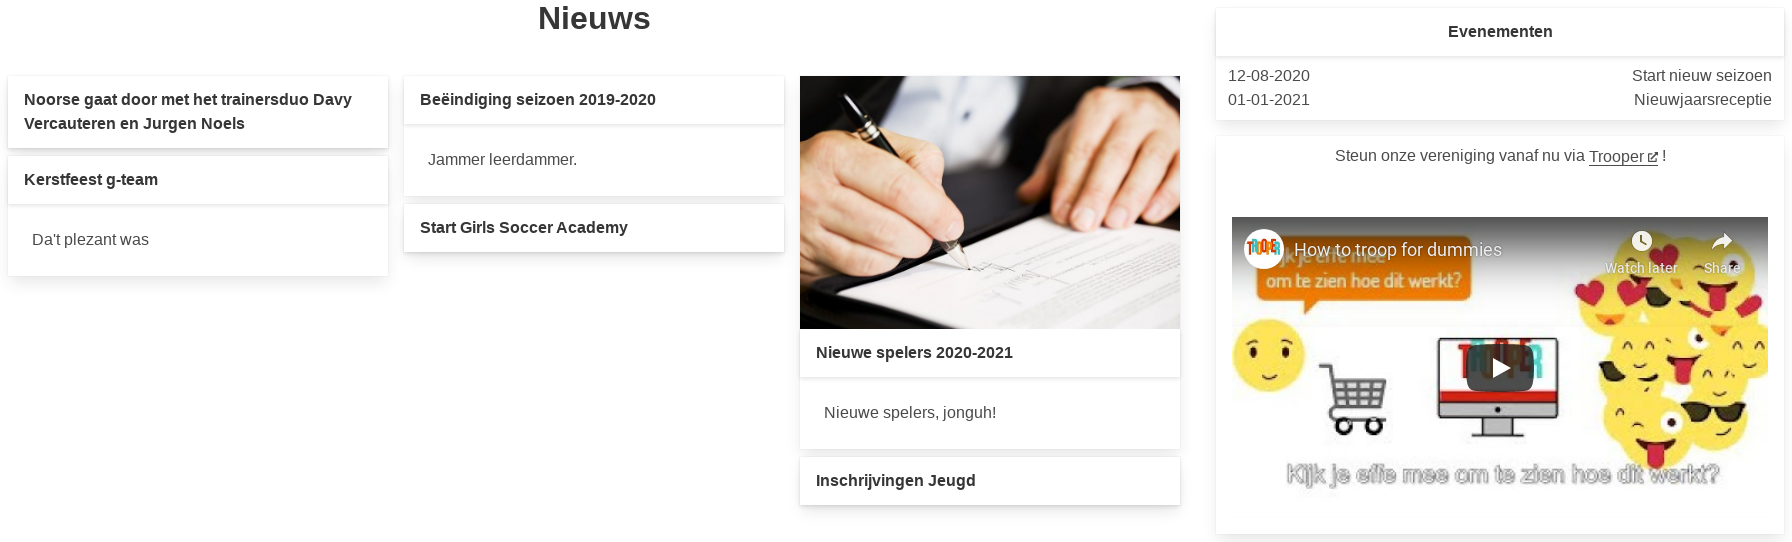 Nieuws
Noorse gaat door met het trainersduo Davy
Vercauteren en Jurgen Noels
Kerstfeest g-team
Da't plezant was
Beëindiging seizoen 2019-2020
Jammer leerdammer.
Start Girls Soccer Academy
Nieuwe spelers 2020-2021
Nieuwe spelers, jonguh!
Inschrijvingen Jeugd
Evenementen
12-08-2020 Start nieuw seizoen
01-01-2021 Nieuwjaarsreceptie
Steun onze vereniging vanaf nu via Trooper !
TROOPER
How to troop for dummies
Watch later
Share
je effe mee
om te zien hoe dit werkt?
TROOPER
Kijk je effe mee om te zien hoe dit werkt?